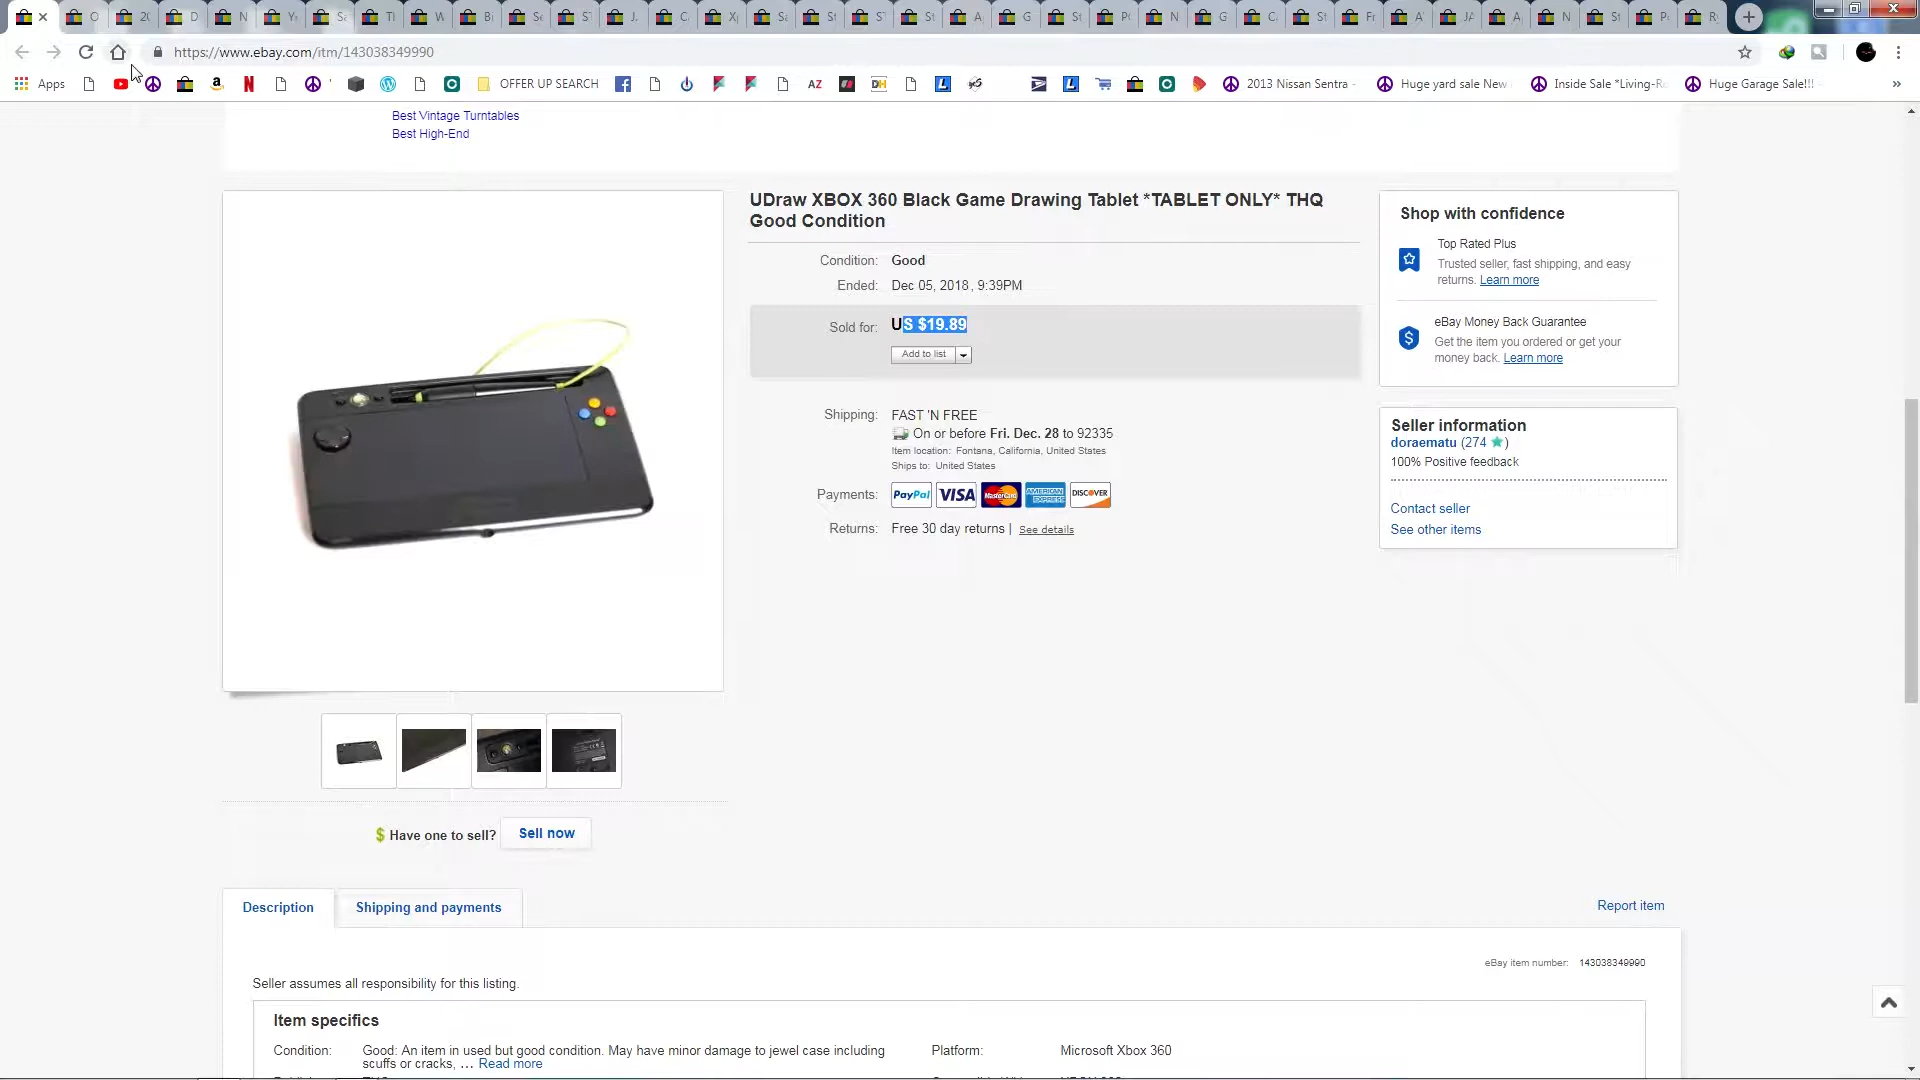 https://www.ebay.com/itm/143038349990
Apps
OFFER UP SEARCH
AZ
DH
2013 Nissan Sentra -
Huge yard sale New
Inside Sale *Living-R
Huge Garage Sale!!!
Best Vintage Turntables
Best High-End
UDraw XBOX 360 Black Game Drawing Tablet *TABLET ONLY* THQ
Good Condition
Condition: Good
Ended: Dec 05, 2018 , 9:39PM
Sold for: US $19.89
Add to list
Shipping: FAST 'N FREE
On or before Fri. Dec. 28 to 92335
Item location: Fontana, California, United States
Ships to: United States
Payments: PayPal VISA MasterCard AMERICAN EXPRESS DISCOVER
Returns: Free 30 day returns | See details
Shop with confidence
Top Rated Plus
Trusted seller, fast shipping, and easy
returns. Learn more
eBay Money Back Guarantee
Get the item you ordered or get your
money back. Learn more
Seller information
doraematu (274 )
100% Positive feedback
Contact seller
See other items
$ Have one to sell? Sell now
Description
Shipping and payments
Report item
eBay item number: 143038349990
Seller assumes all responsibility for this listing.
Item specifics
Condition: Good: An item in used but good condition. May have minor damage to jewel case including
scuffs or cracks, ... Read more
Platform: Microsoft Xbox 360